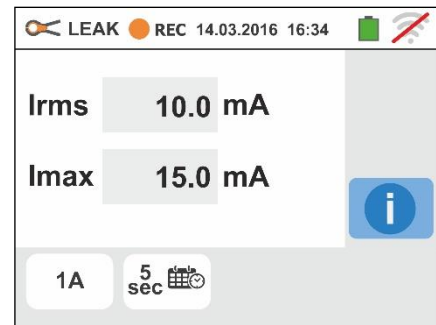 LEAK REC 14.03.2016 16:34
Irms 10.0 mA
Imax 15.0 mA
i
1A 5 sec